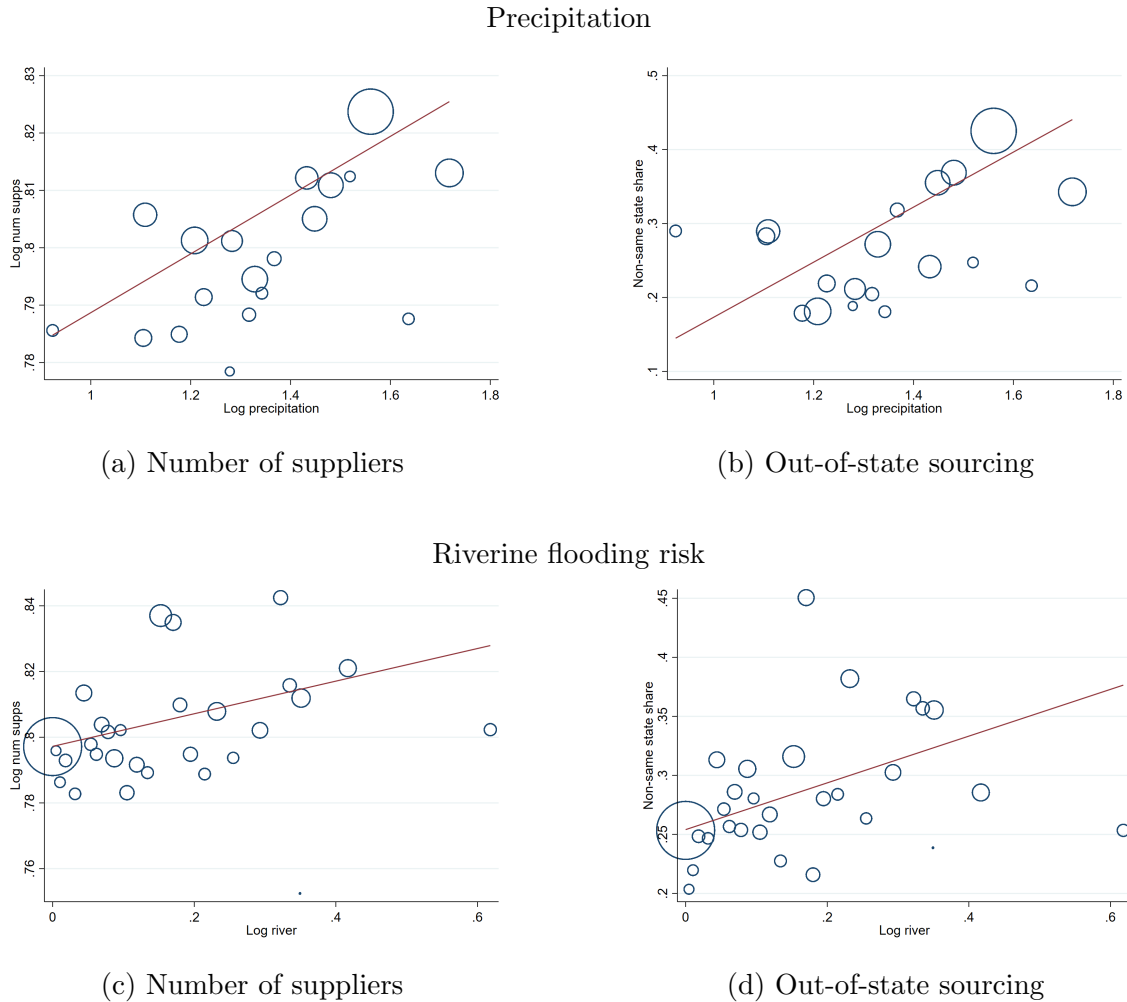 Precipitation
Log num supps
.83
.82
.81
.8
.79
.78
1 1.2 1.4 1.6 1.8
Log precipitation
(a) Number of suppliers
Non-same state share
.5
.4
.3
.2
.1
1 1.2 1.4 1.6 1.8
Log precipitation
(b) Out-of-state sourcing
Riverine flooding risk
Log num supps
.84
.82
.8
.78
.76
0 .2 .4 .6
Log river
(c) Number of suppliers
Non-same state share
.45
.4
.35
.3
.25
.2
0 .2 .4 .6
Log river
(d) Out-of-state sourcing